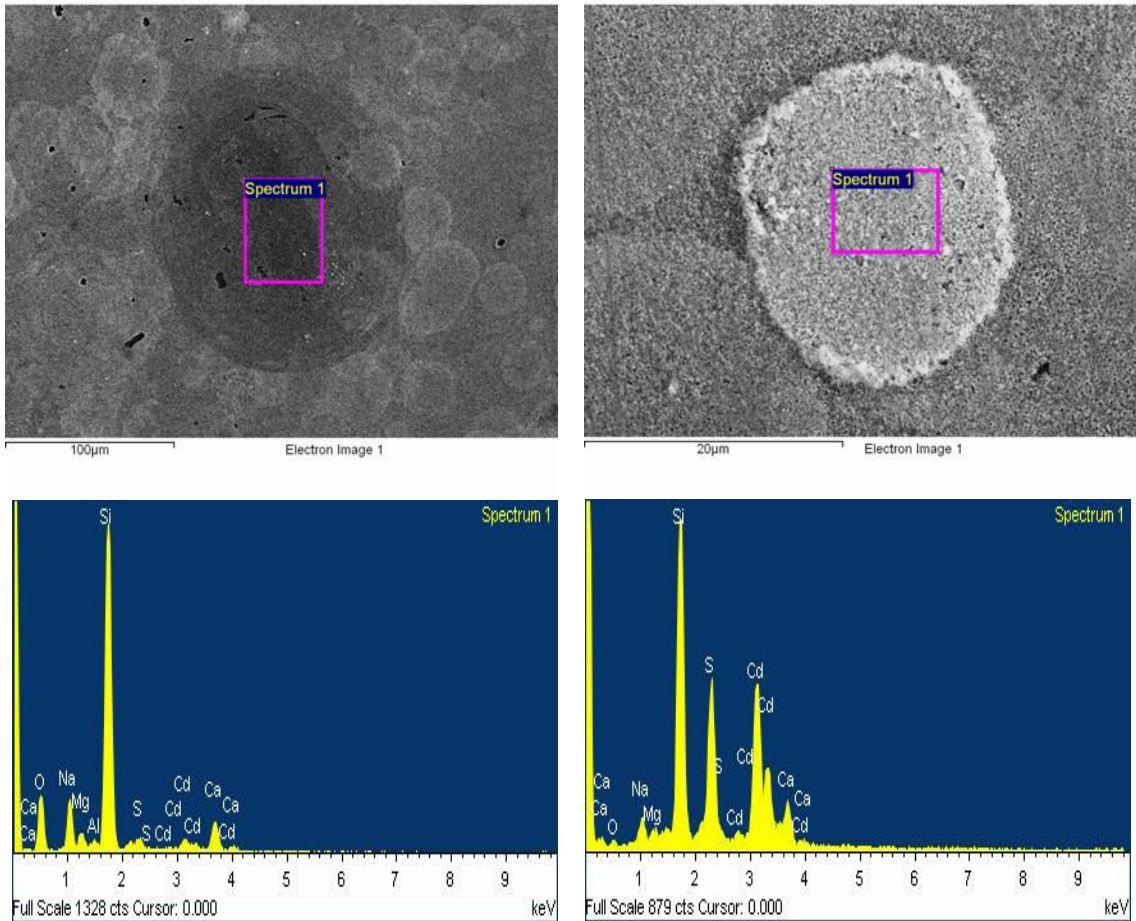 Spectrum 1
100µm Electron Image 1
Spectrum 1
20µm Electron Image 1
Spectrum 1
Si
O Na Cd Ca
Ca Mg S Cd Ca
Ca Al S Cd Cd Cd
1 2 3 4 5 6 7 8 9
Full Scale 1328 cts Cursor: 0.000 keV
Spectrum 1
Si
S Cd
Cd
Ca Na S Cd Ca
Ca Mg Cd Ca
O Cd
1 2 3 4 5 6 7 8 9
Full Scale 879 cts Cursor: 0.000 keV